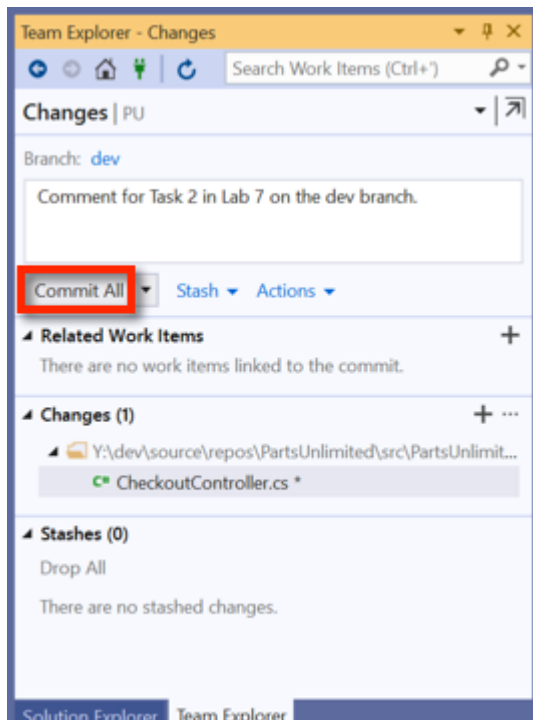 Team Explorer - Changes
Search Work Items (Ctrl+')
Changes | PU
Branch: dev
Comment for Task 2 in Lab 7 on the dev branch.
Commit All Stash Actions
Related Work Items
There are no work items linked to the commit.
Changes (1)
Y:\dev\source\repos\PartsUnlimited\src\PartsUnlimit...
C# CheckoutController.cs *
Stashes (0)
Drop All
There are no stashed changes.
Solution Explorer Team Explorer